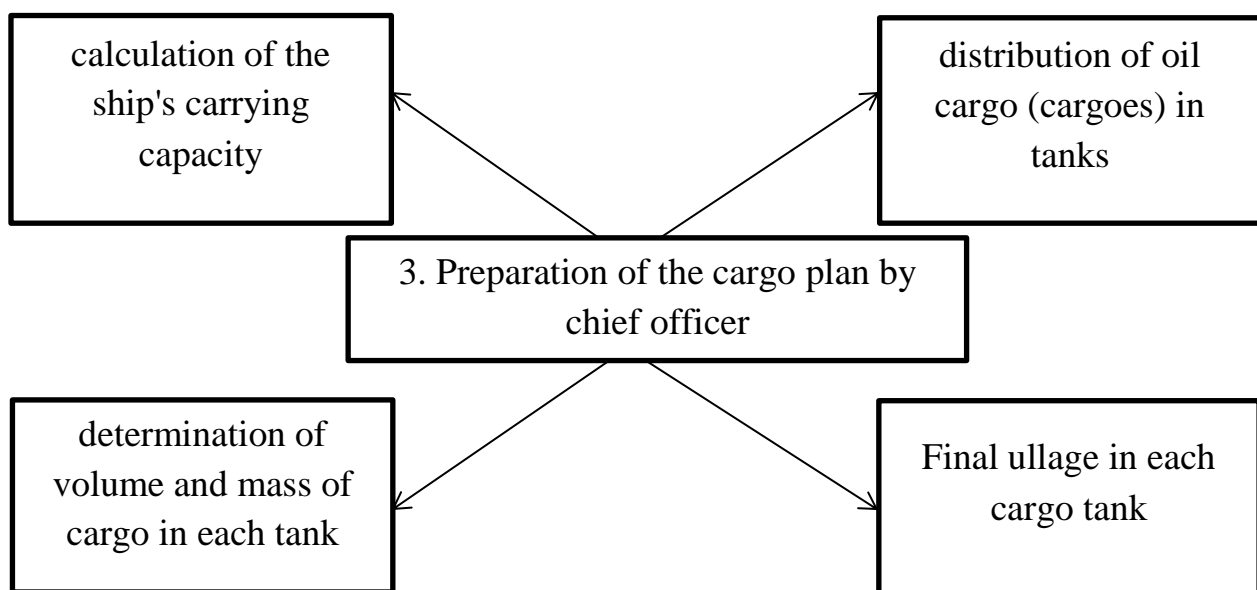 calculation of the
ship's carrying
capacity
distribution of oil
cargo (cargoes) in
tanks
3. Preparation of the cargo plan by
chief officer
determination of
volume and mass of
cargo in each tank
Final ullage in each
cargo tank